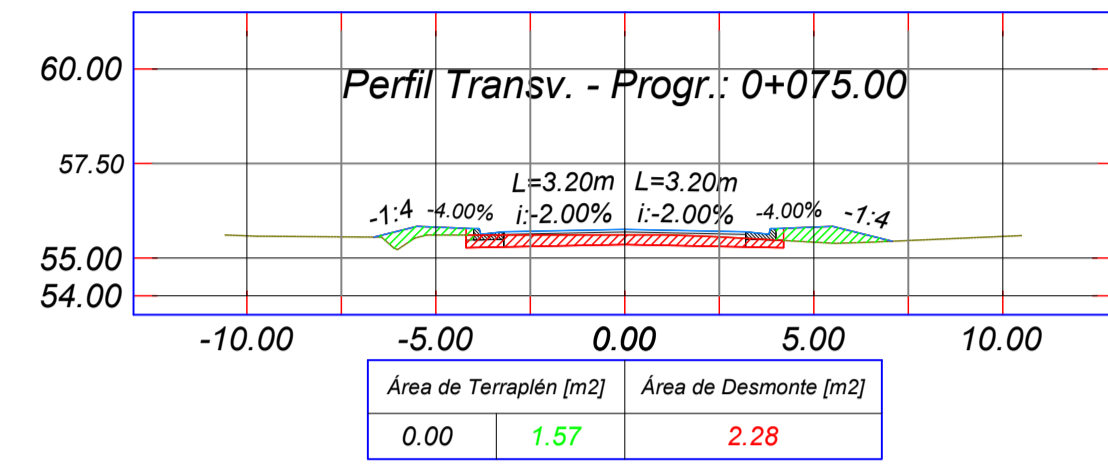 60.00
Perfil Transv. - Progr.: 0+075.00
57.50
L=3.20m L=3.20m
-1:4 -4.00% i:-2.00% i:-2.00% -4.00% -1:4
55.00
54.00
-10.00 -5.00 0.00 5.00 10.00
Área de Terraplén [m2] Área de Desmonte [m2]
0.00 1.57 2.28